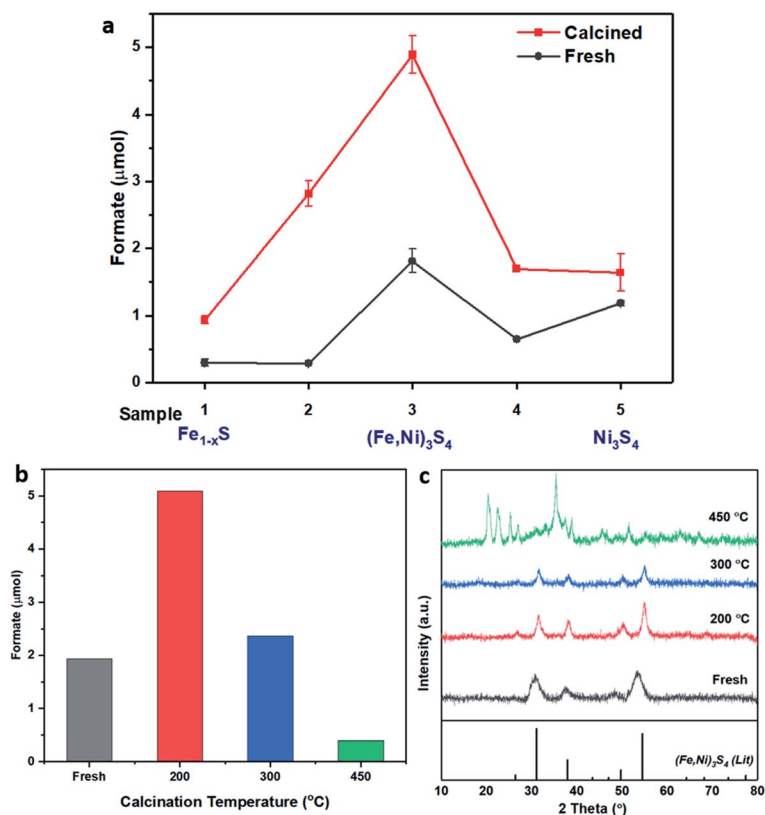 a
Calcined
Fresh
Formate (µmol)
5
4
3
2
1
0
Sample 1 2 3 4 5
Fe1-xS (Fe,Ni)3S4 Ni3S4
b
Formate (µmol)
5
4
3
2
1
0
Fresh 200 300 450
Calcination Temperature (°C)
c
Intensity (a.u.)
450 °C
300 °C
200 °C
Fresh
(Fe,Ni)3S4 (Lit)
10 20 30 40 50 60 70 80
2 Theta (°)